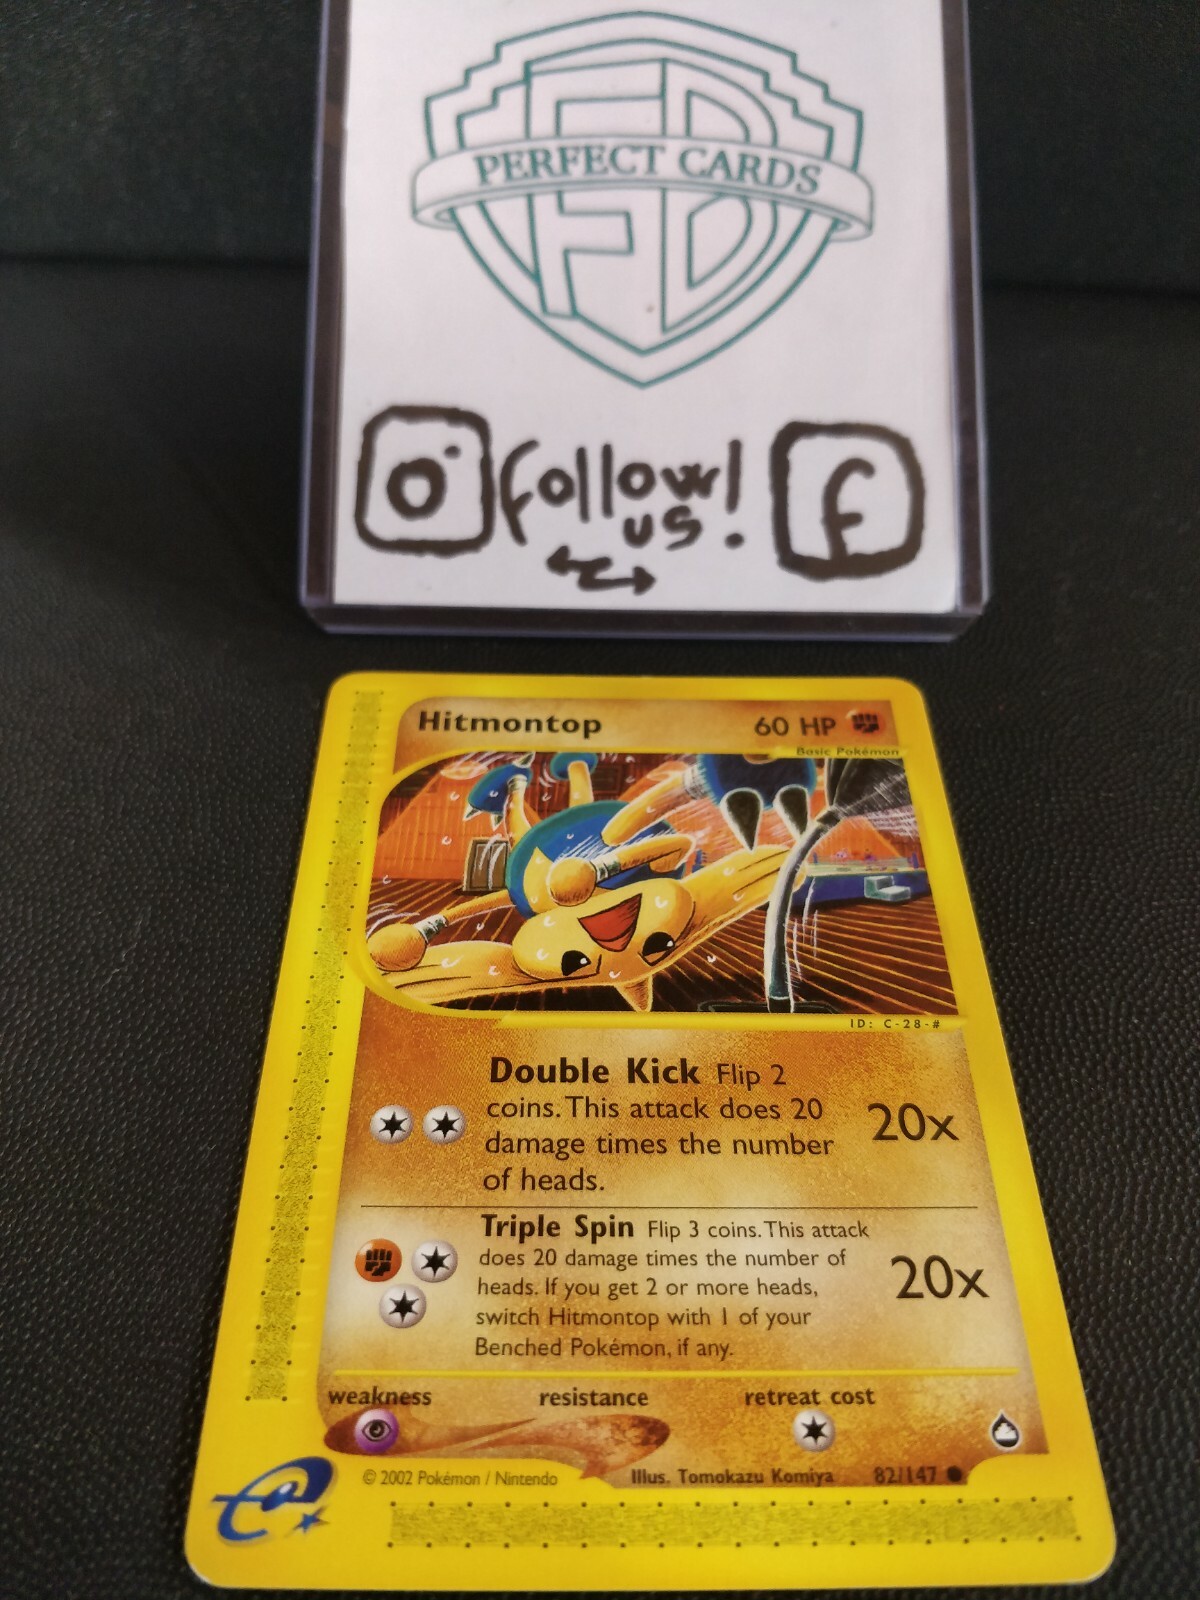 PERFECT CARDS
FB
follow us!
f
Hitmontop
60 HP
Basic Pokémon
ID: C-28-#
Double Kick Flip 2
coins. This attack does 20
damage times the number
of heads.
20x
Triple Spin Flip 3 coins. This attack
does 20 damage times the number of
heads. If you get 2 or more heads,
switch Hitmontop with 1 of your
Benched Pokémon, if any.
20x
weakness
resistance
retreat cost
© 2002 Pokémon / Nintendo
Illus. Tomokazu Komiya
82/147
e